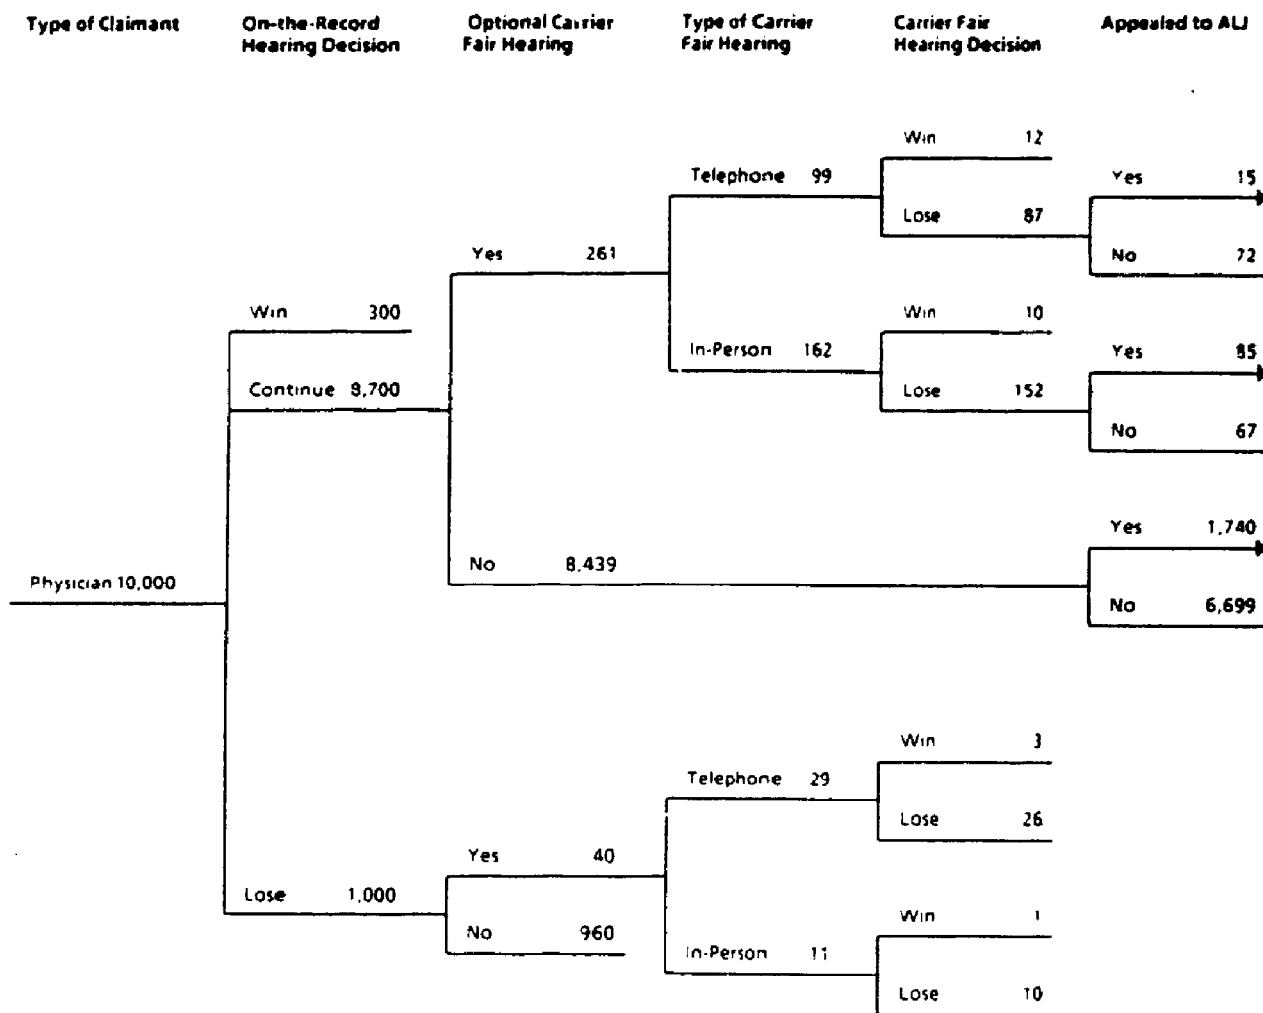 Type of Claimant
On-the-Record
Hearing Decision
Optional Carrier
Fair Hearing
Type of Carrier
Fair Hearing
Carrier Fair
Hearing Decision
Appealed to ALJ
Win 12
Telephone 99
Yes 15
Lose 87
Yes 261
No 72
Win 300
Win 10
In-Person 162
Yes 85
Continue 8,700
Lose 152
No 67
Yes 1,740
No 8,439
Physician 10,000
No 6,699
Win 3
Telephone 29
Lose 26
Yes 40
Lose 1,000
Win 1
No 960
In-Person 11
Lose 10